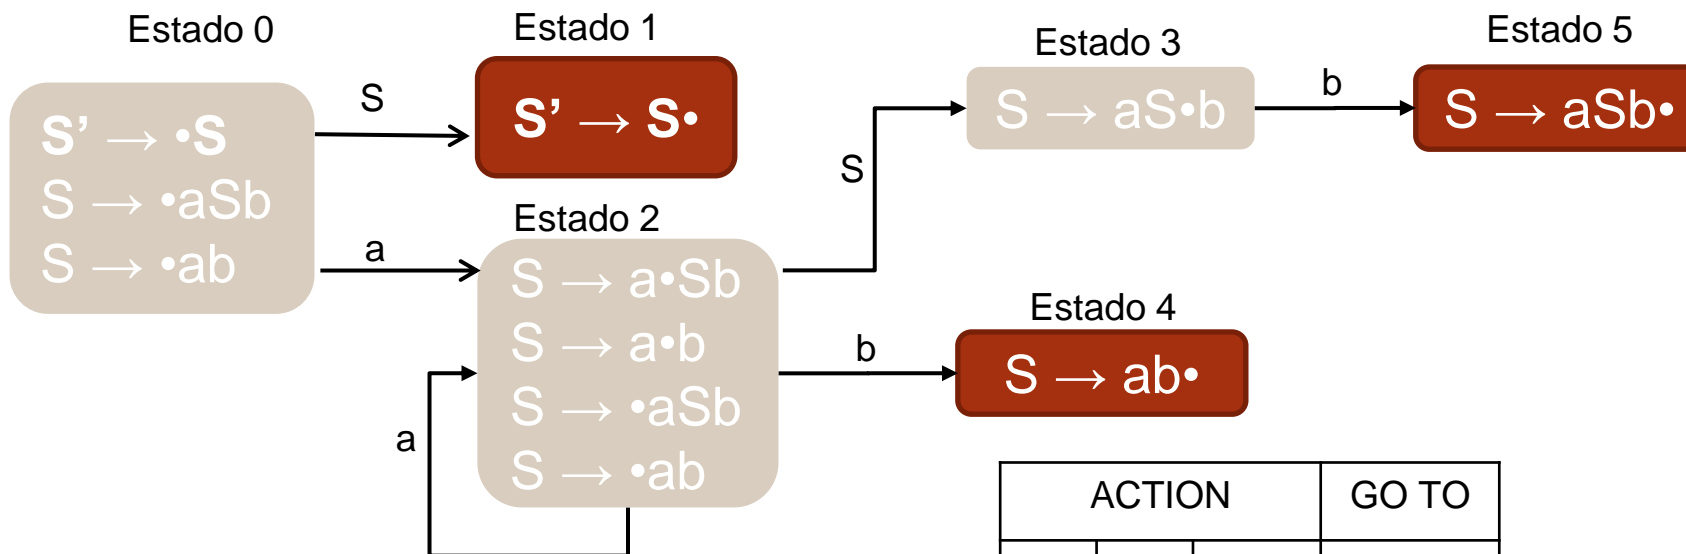 Estado 0
S’ → •S
S → •aSb
S → •ab
S
a
Estado 1
S’ → S•
Estado 2
S → a•Sb
S → a•b
S → •aSb
S → •ab
a
S
b
Estado 3
S → aS•b
b
Estado 5
S → aSb•
Estado 4
S → ab•
ACTION GO TO